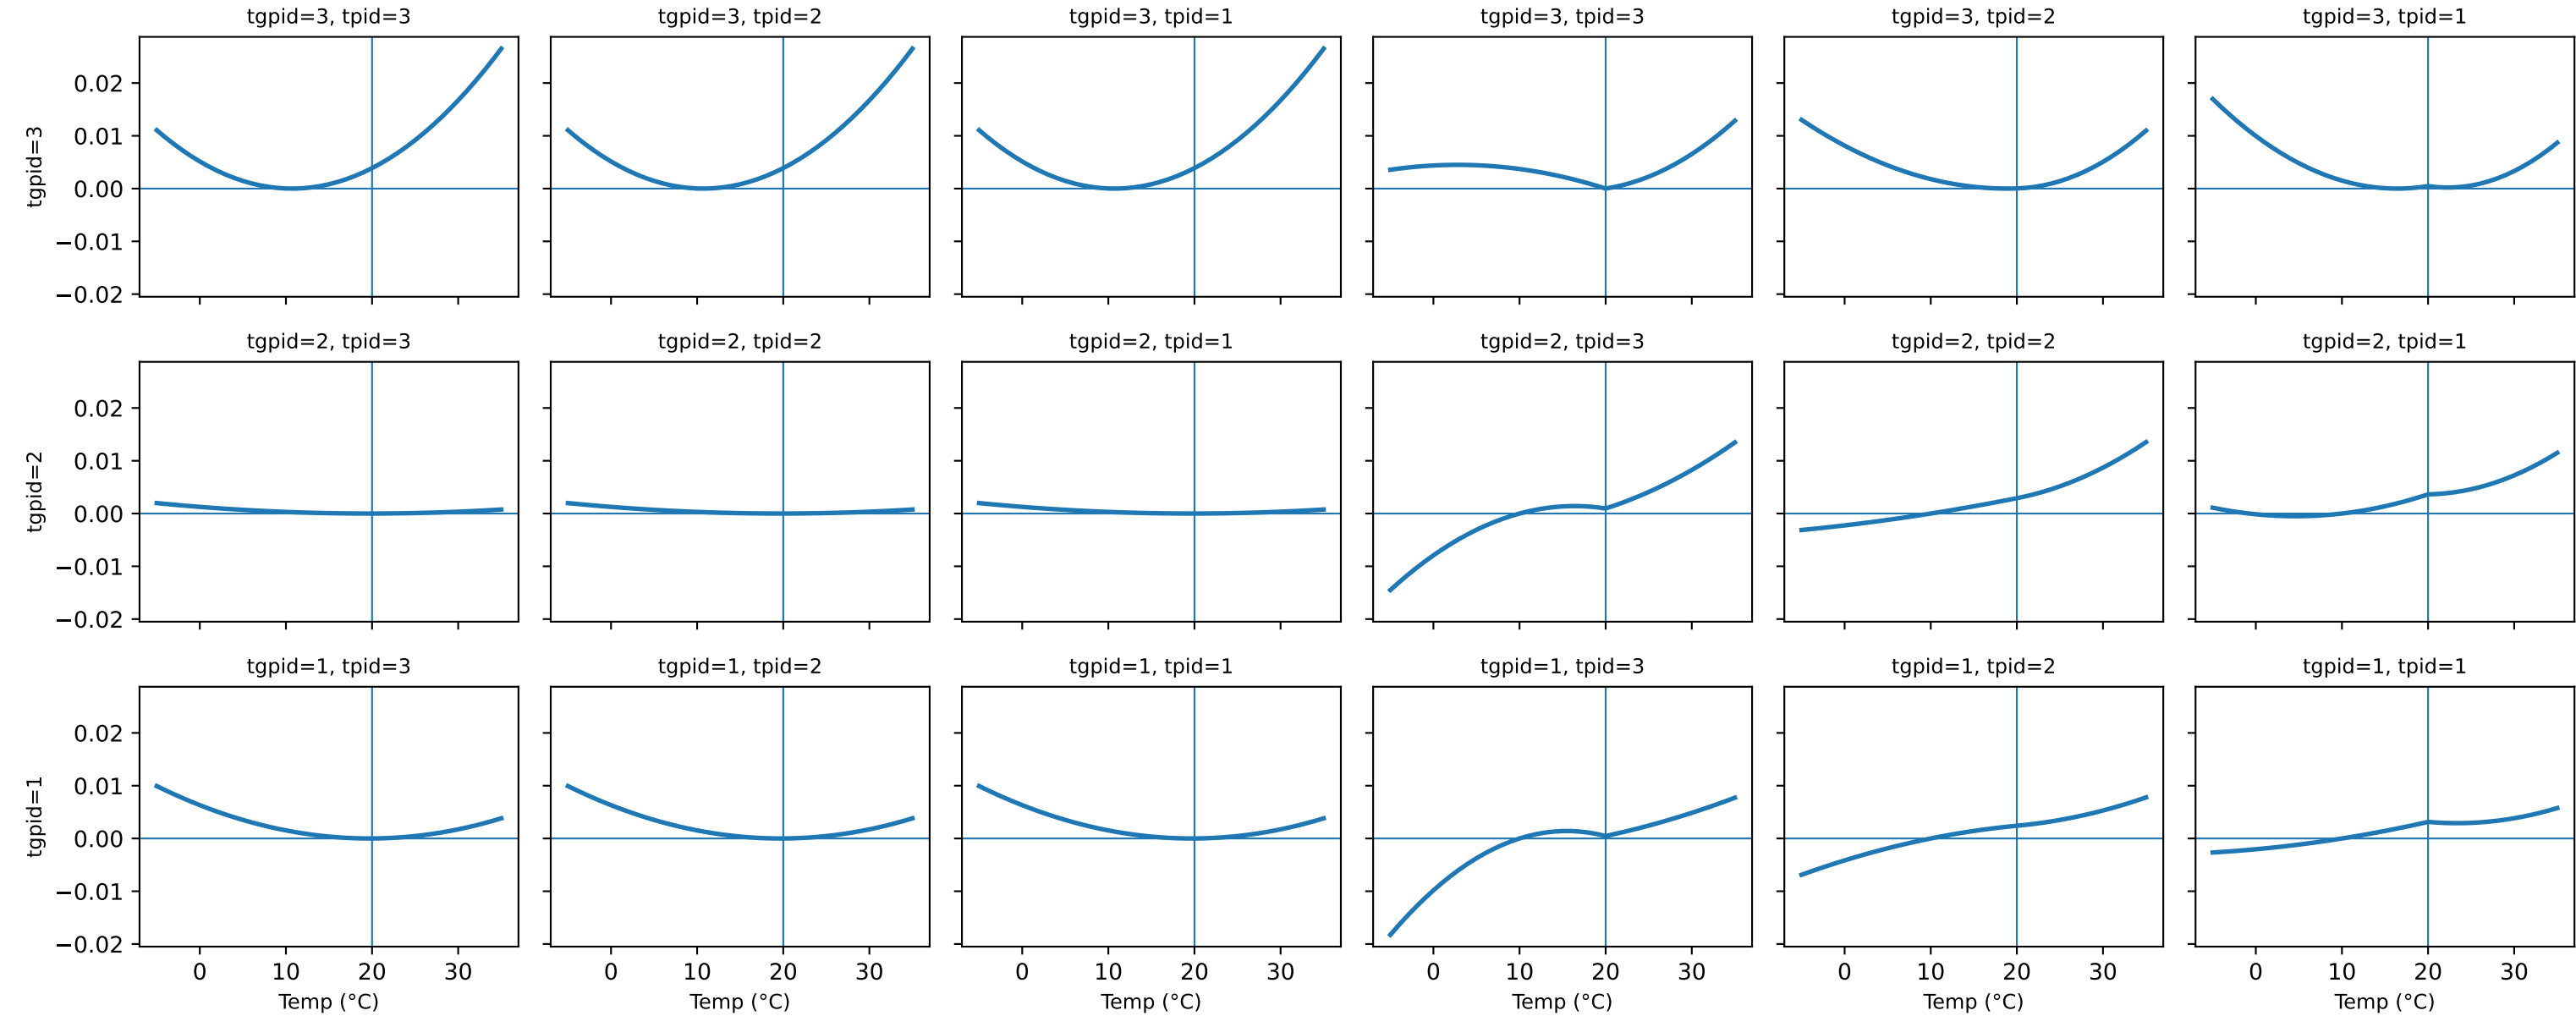 tgpid=3, tpid=3 tgpid=3, tpid=2 tgpid=3, tpid=1 tgpid=3, tpid=3 tgpid=3, tpid=2 tgpid=3, tpid=1
0.02
0.01
0.00
−0.01
−0.02
tgpid=3
tgpid=2, tpid=3 tgpid=2, tpid=2 tgpid=2, tpid=1 tgpid=2, tpid=3 tgpid=2, tpid=2 tgpid=2, tpid=1
0.02
0.01
0.00
−0.01
−0.02
tgpid=2
tgpid=1, tpid=3 tgpid=1, tpid=2 tgpid=1, tpid=1 tgpid=1, tpid=3 tgpid=1, tpid=2 tgpid=1, tpid=1
0.02
0.01
0.00
−0.01
−0.02
tgpid=1
0 10 20 30 0 10 20 30 0 10 20 30 0 10 20 30 0 10 20 30 0 10 20 30
Temp (°C) Temp (°C) Temp (°C) Temp (°C) Temp (°C) Temp (°C)